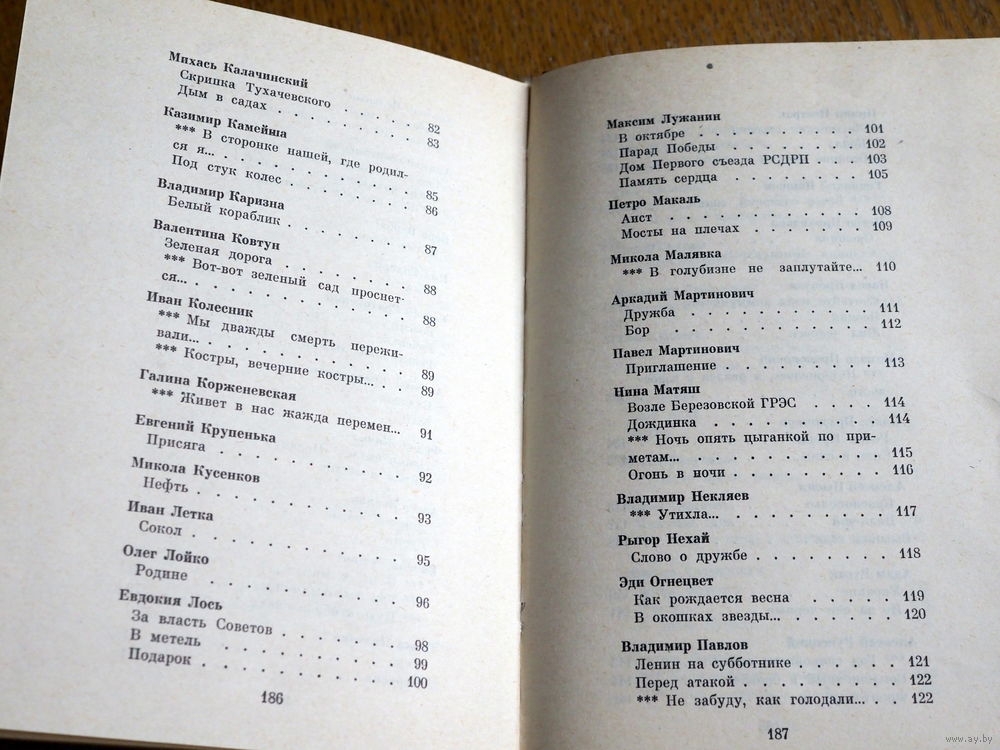 Михась Калачинский
Скрипка Тухачевского . . . . . 82
Дым в садах . . . . . . . . . 83
Казимир Камейша
*** В сторонке нашей, где родил-
ся я... . . . . . . . . . . . 85
Под стук колес . . . . . . . . 86
Владимир Каризна
Белый кораблик . . . . . . . . 87
Валентина Ковтун
Зеленая дорога . . . . . . . . 88
*** Вот-вот зеленый сад проснет-
ся... . . . . . . . . . . . . 88
Иван Колесник
*** Мы дважды смерть пережи-
вали... . . . . . . . . . . . 89
*** Костры, вечерние костры... . . 89
Галина Корженевская
*** Живет в нас жажда перемен... 91
Евгений Крупенька
Присяга . . . . . . . . . . . 92
Микола Кусенков
Нефть . . . . . . . . . . . . 93
Иван Летка
Сокол . . . . . . . . . . . . 95
Олег Лойко
Родине . . . . . . . . . . . 96
Евдокия Лось
За власть Советов . . . . . . . 98
В метель . . . . . . . . . . 99
Подарок . . . . . . . . . . . 100
186
Максим Лужанин
В октябре . . . . . . . . . . 101
Парад Победы . . . . . . . . 102
Дом Первого съезда РСДРП . . . 103
Память сердца . . . . . . . . 105
Петро Макаль
Аист . . . . . . . . . . . . 108
Мосты на плечах . . . . . . . 109
Микола Малявка
*** В голубизне не заплутайте... 110
Аркадий Мартинович
Дружба . . . . . . . . . . . 111
Бор . . . . . . . . . . . . 112
Павел Мартинович
Приглашение . . . . . . . . . 113
Нина Матяш
Возле Березовской ГРЭС . . . . 114
Дождинка . . . . . . . . . . 114
*** Ночь опять цыганкой по при-
метам... . . . . . . . . . . 115
Огонь в ночи . . . . . . . . 116
Владимир Некляев
*** Утихла... . . . . . . . . . 117
Рыгор Нехай
Слово о дружбе . . . . . . . . 118
Эди Огнецвет
Как рождается весна . . . . . . 119
В окошках звезды... . . . . . . 120
Владимир Павлов
Ленин на субботнике . . . . . . 121
Перед атакой . . . . . . . . . 122
*** Не забуду, как голодали... . . 122
187
www.ay.by